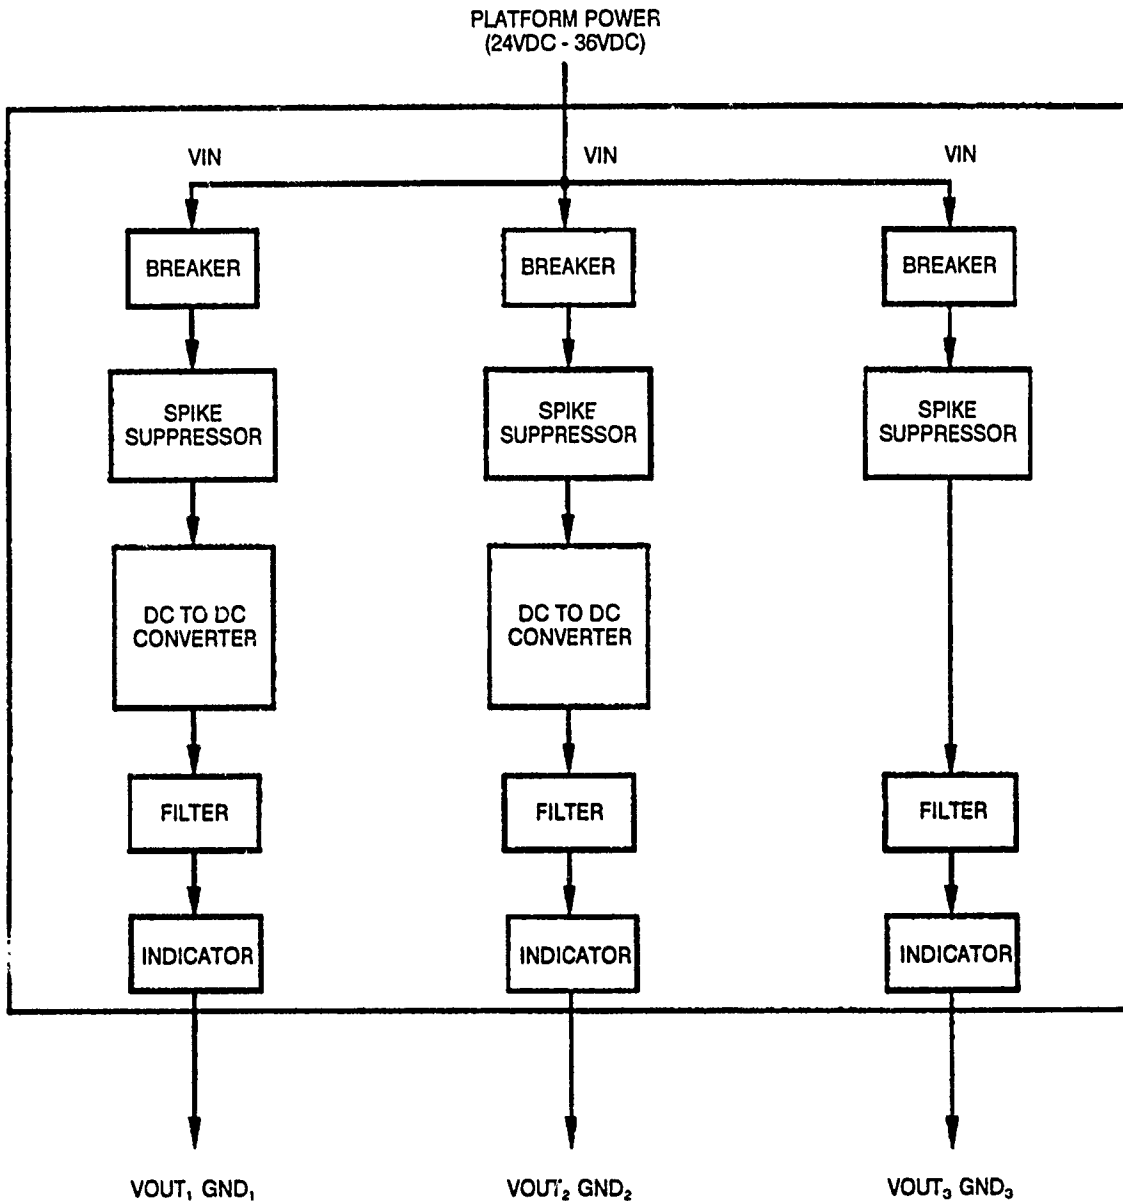 PLATFORM POWER
(24VDC - 36VDC)
VIN VIN VIN
BREAKER BREAKER BREAKER
SPIKE SUPPRESSOR SPIKE SUPPRESSOR SPIKE SUPPRESSOR
DC TO DC CONVERTER DC TO DC CONVERTER
FILTER FILTER FILTER
INDICATOR INDICATOR INDICATOR
VOUT₁ GND₁ VOUT₂ GND₂ VOUT₃ GND₃